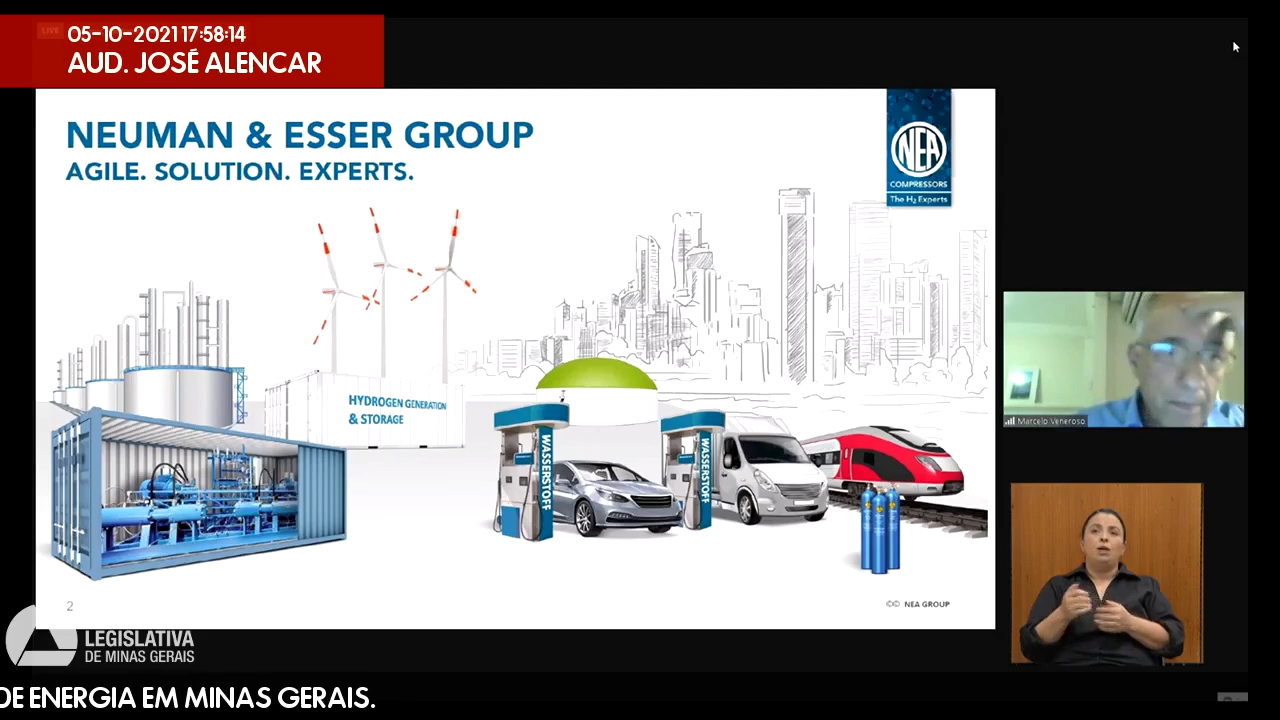 LIVE
05-10-2021 17:58:14
AUD. JOSÉ ALENCAR
NEUMAN & ESSER GROUP
AGILE. SOLUTION. EXPERTS.
NEA
COMPRESSORS
The H₂ Experts
HYDROGEN GENERATION
& STORAGE
WASSERSTOFF
WASSERSTOFF
Marcelo Veneroso
2
NEA GROUP
LEGISLATIVA
DE MINAS GERAIS
DE ENERGIA EM MINAS GERAIS.